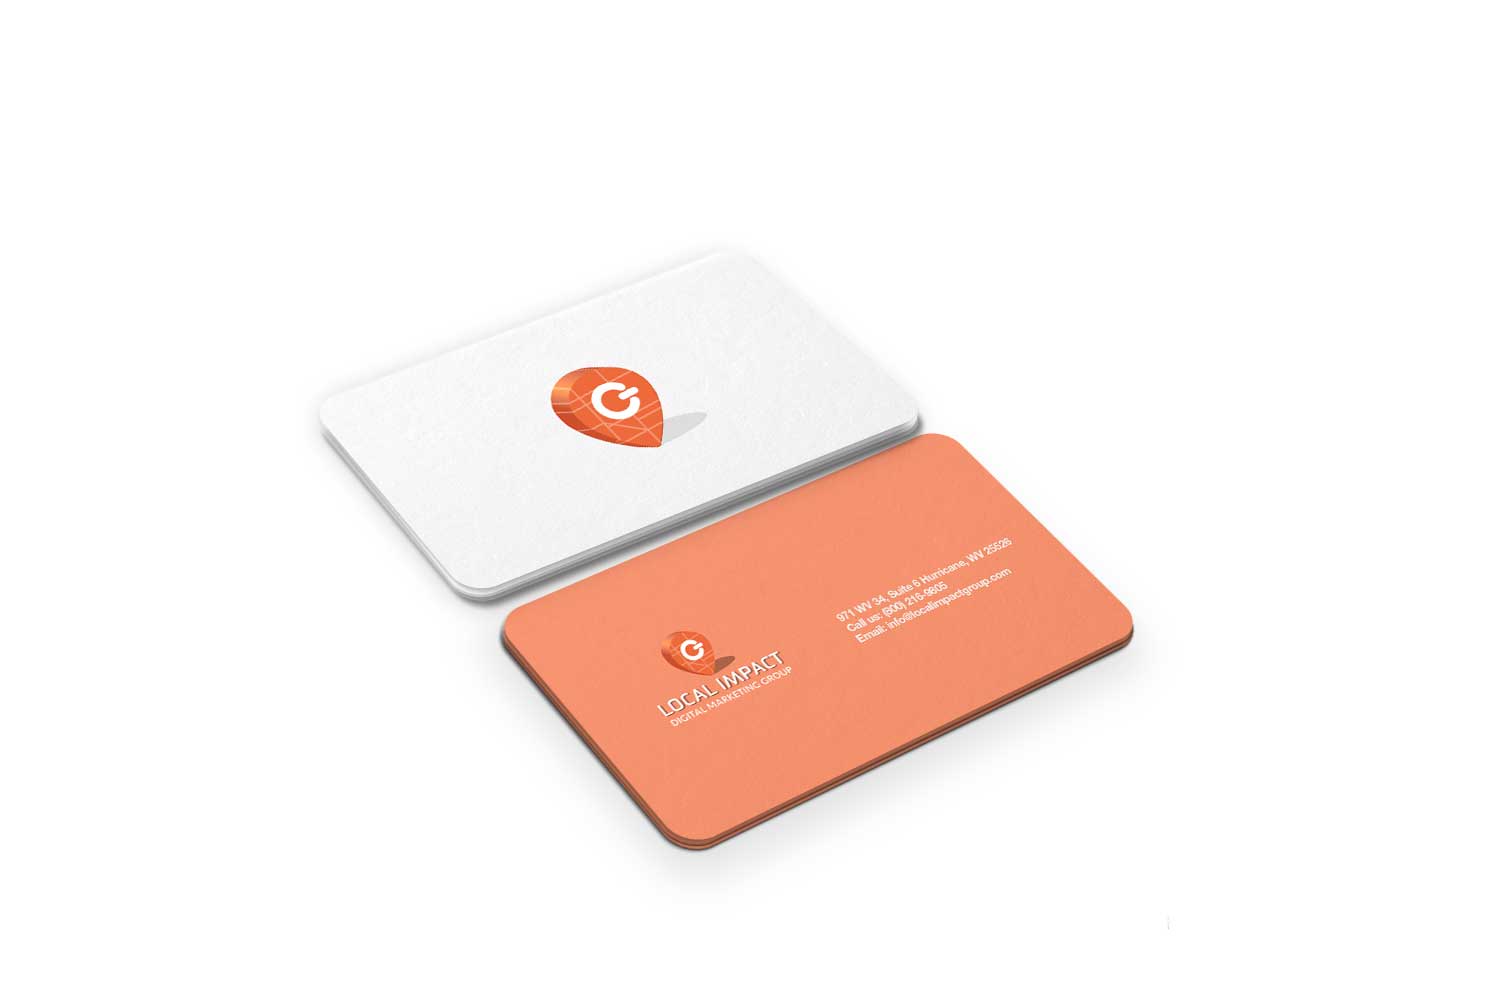 LOCAL IMPACT
DIGITAL MARKETING GROUP
971 WV 34, Suite 6 Hurricane, WV 25526
Call us: (800) 216-9805
Email: info@localimpactgroup.com